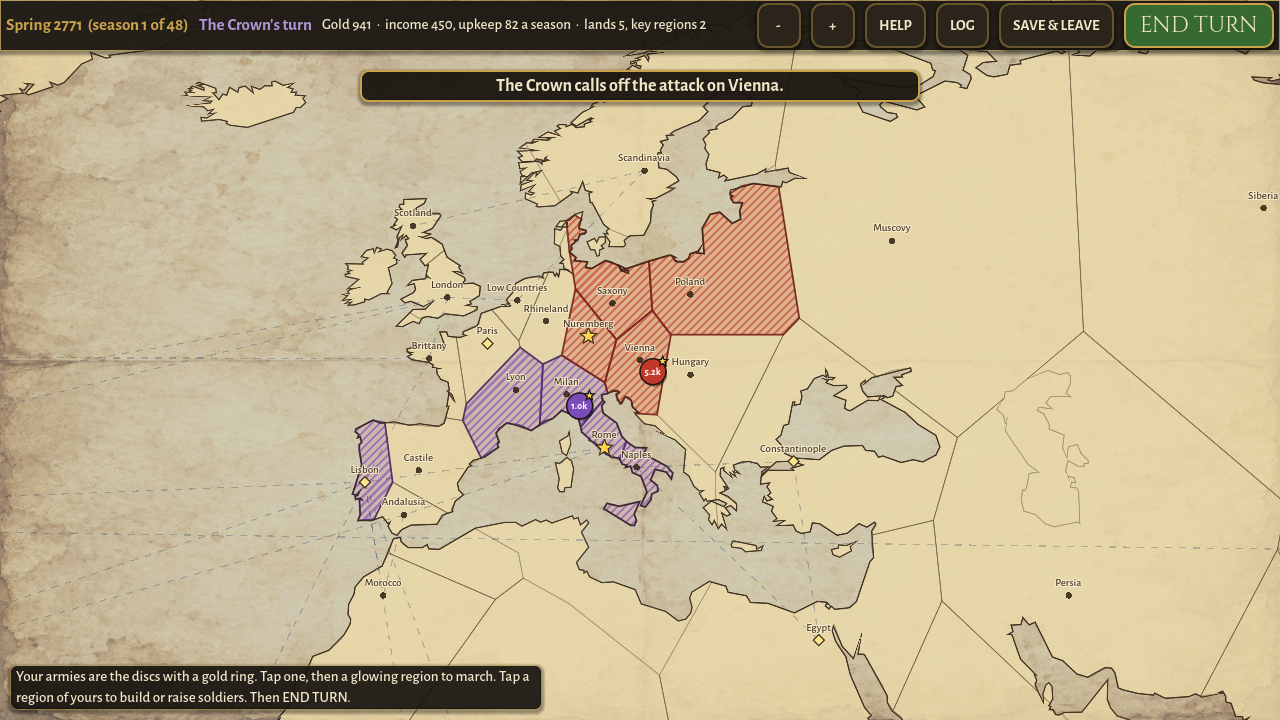 Spring 2771 (season 1 of 48) The Crown's turn Gold 941 · income 450, upkeep 82 a season · lands 5, key regions 2 - + HELP LOG SAVE & LEAVE END TURN
The Crown calls off the attack on Vienna.
Scandinavia
Siberia
Scotland
Muscovy
London
Low Countries
Saxony
Poland
Rhineland
Nuremberg
Paris
Brittany
Vienna
Hungary
5.2k
Lyon
Milan
1.0k
Rome
Naples
Constantinople
Castile
Lisbon
Andalusia
Morocco
Persia
Egypt
Your armies are the discs with a gold ring. Tap one, then a glowing region to march. Tap a
region of yours to build or raise soldiers. Then END TURN.